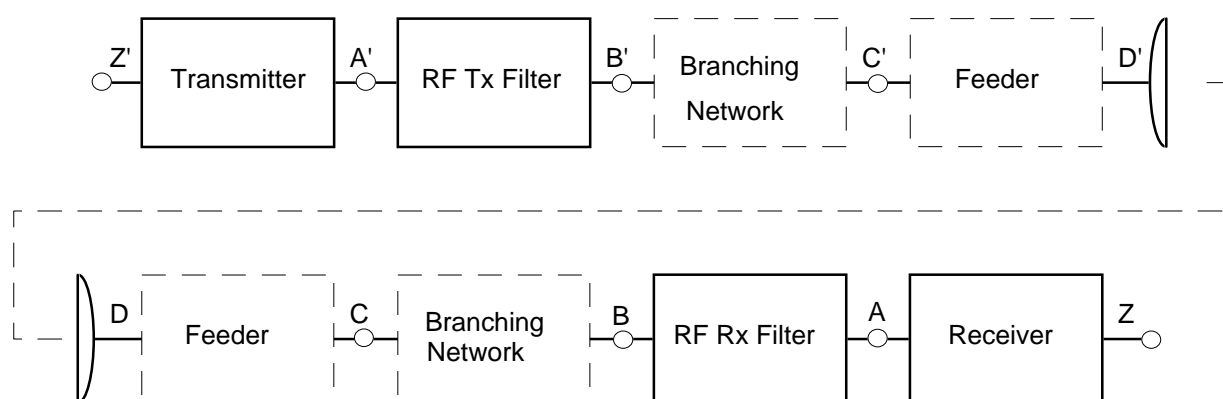 Z' Transmitter A' RF Tx Filter B' Branching Network C' Feeder D'
D Feeder C Branching Network B RF Rx Filter A Receiver Z